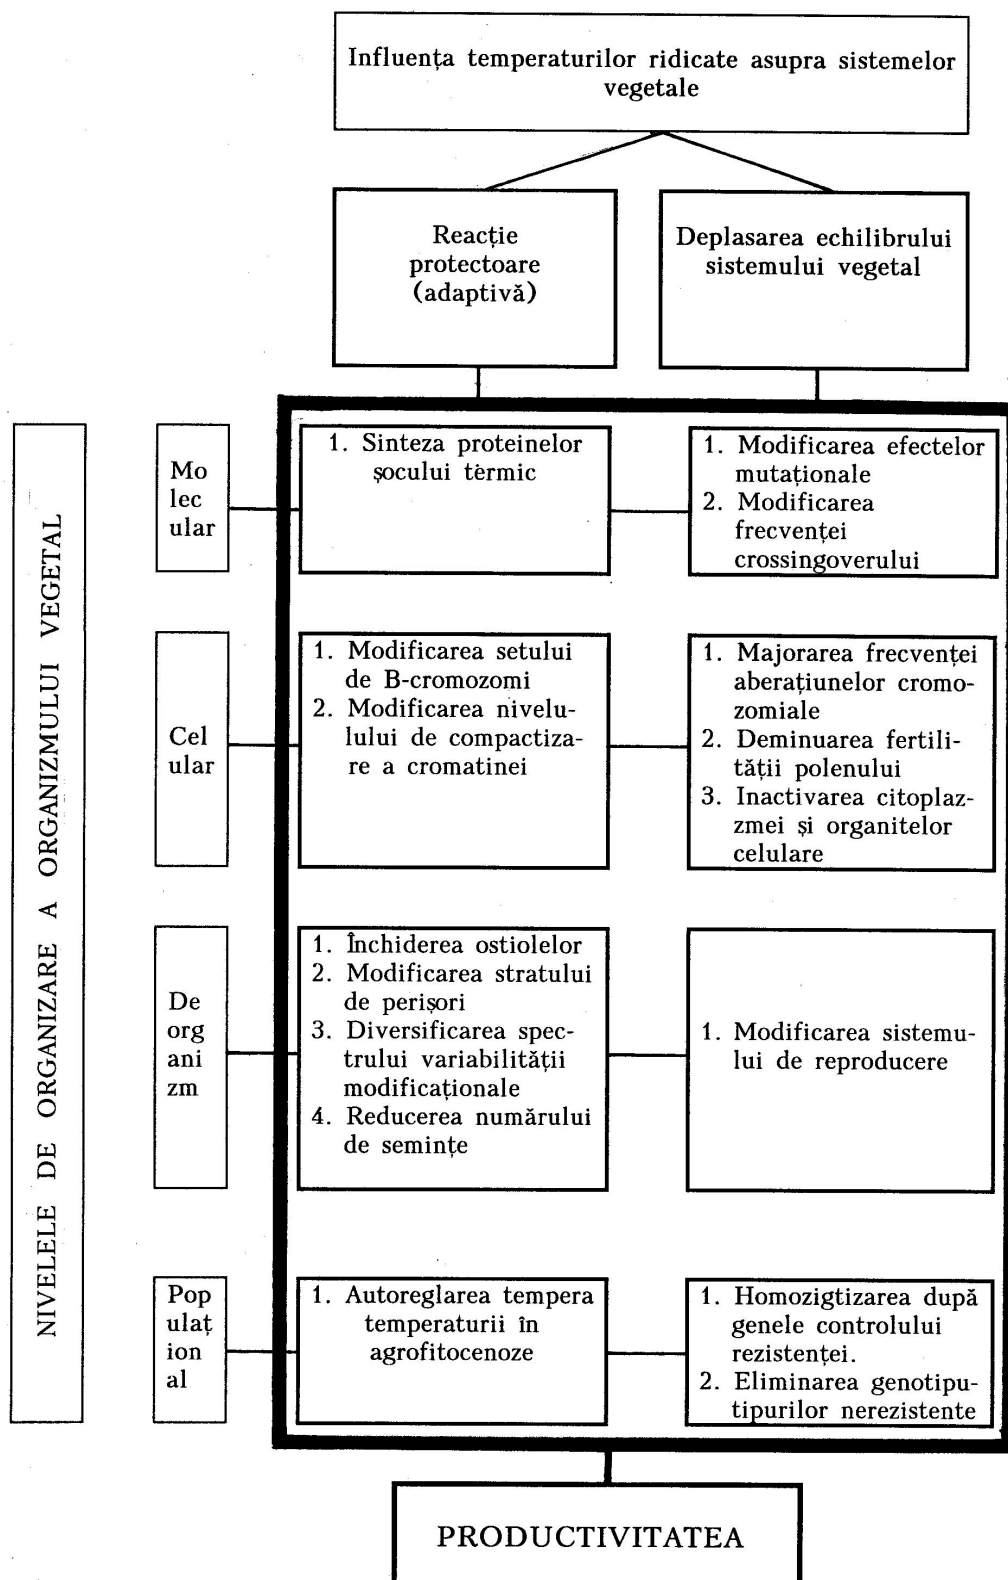 Influența temperaturilor ridicate asupra sistemelor
vegetale
Reacție
protectoare
(adaptivă)
Deplasarea echilibrului
sistemului vegetal
NIVELELE DE ORGANIZARE A ORGANIZMULUI VEGETAL
Mo
lec
ular
1. Sinteza proteinelor
șocului termic
1. Modificarea efectelor
mutaționale
2. Modificarea
frecvenței
crossingoverului
Cel
ular
1. Modificarea setului
de B-cromozomi
2. Modificarea nivelu-
lului de compactiza-
re a cromatinei
1. Majorarea frecvenței
aberațiunelor cromo-
zomiale
2. Deminuarea fertili-
tății polenului
3. Inactivarea citoplaz-
zmei și organitelor
celulare
De
org
ani
zm
1. Închiderea ostiolelor
2. Modificarea stratului
de perișori
3. Diversificarea spec-
trului variabilității
modificaționale
4. Reducerea numărului
de semințe
1. Modificarea sistemu-
lui de reproducere
Pop
ulaț
ion
al
1. Autoreglarea tempera
temperaturii în
agrofitocenoze
1. Homozigtizarea după
genele controlului
rezistenței.
2. Eliminarea genotipu-
tipurilor nerezistente
PRODUCTIVITATEA